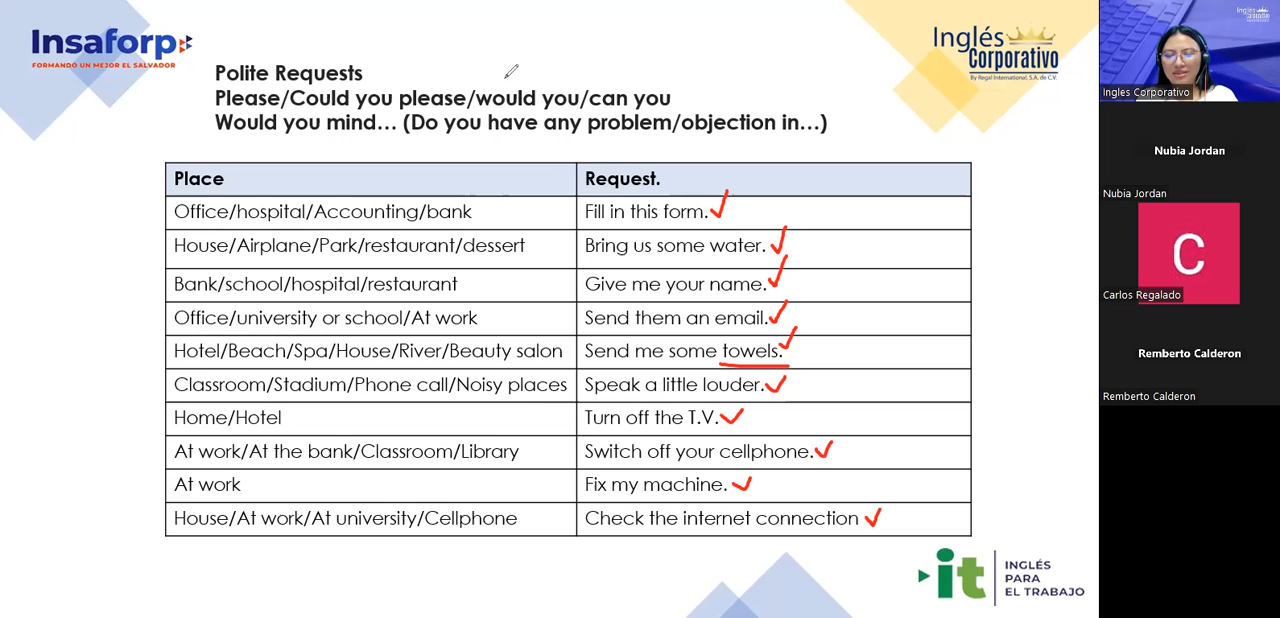 Insaforp
FORMANDO UN MEJOR EL SALVADOR
Inglés
Corporativo
By Regal International, S.A. de C.V.
Polite Requests
Please/Could you please/would you/can you
Would you mind… (Do you have any problem/objection in…)
Place Request.
Office/hospital/Accounting/bank Fill in this form.
House/Airplane/Park/restaurant/dessert Bring us some water.
Bank/school/hospital/restaurant Give me your name.
Office/university or school/At work Send them an email.
Hotel/Beach/Spa/House/River/Beauty salon Send me some towels.
Classroom/Stadium/Phone call/Noisy places Speak a little louder.
Home/Hotel Turn off the T.V.
At work/At the bank/Classroom/Library Switch off your cellphone.
At work Fix my machine.
House/At work/At university/Cellphone Check the internet connection
it
INGLÉS
PARA
EL TRABAJO
Inglés
Corporativo
Ingles Corporativo
Nubia Jordan
Nubia Jordan
C
Carlos Regalado
Remberto Calderon
Remberto Calderon